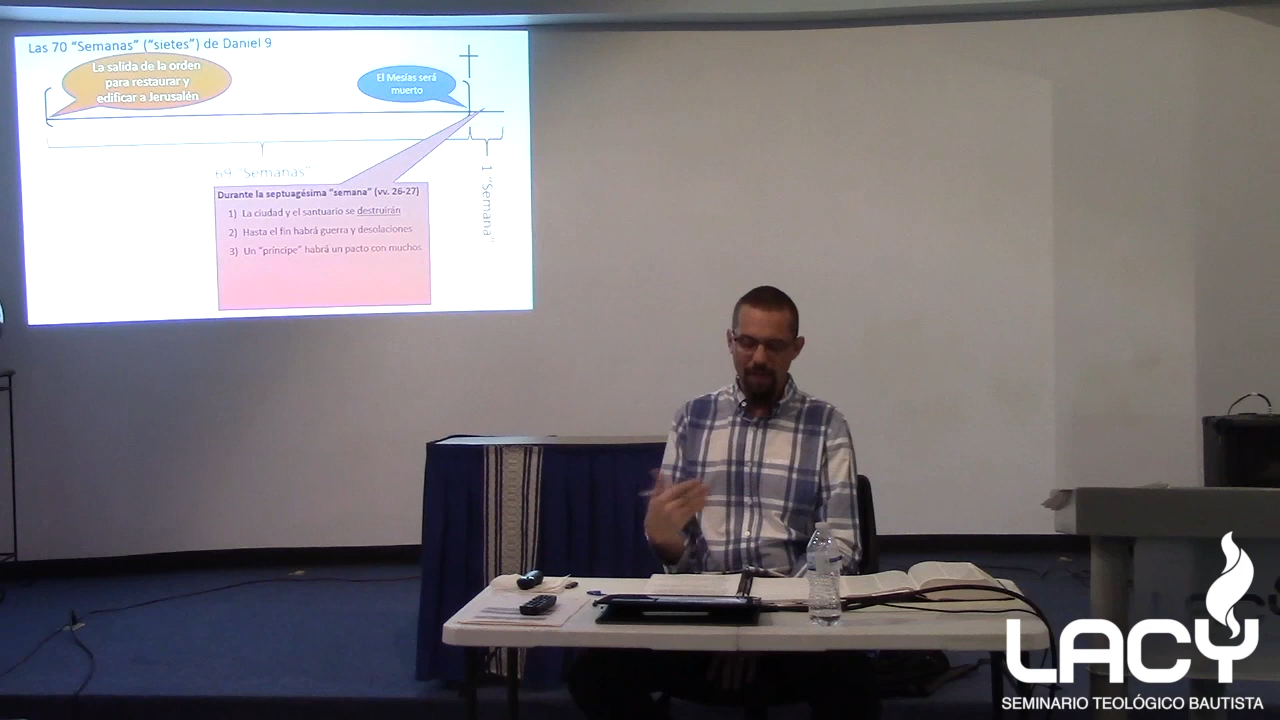 Las 70 "Semanas" ("sietes") de Daniel 9
La salida de la orden
para restaurar y
edificar a Jerusalén
El Mesías será
muerto
69 "Semanas"
1 "Semana"
Durante la septuagésima "semana" (vv. 26-27)
1) La ciudad y el santuario se destruirán
2) Hasta el fin habrá guerra y desolaciones
3) Un "príncipe" habrá un pacto con muchos
LACY
SEMINARIO TEOLÓGICO BAUTISTA